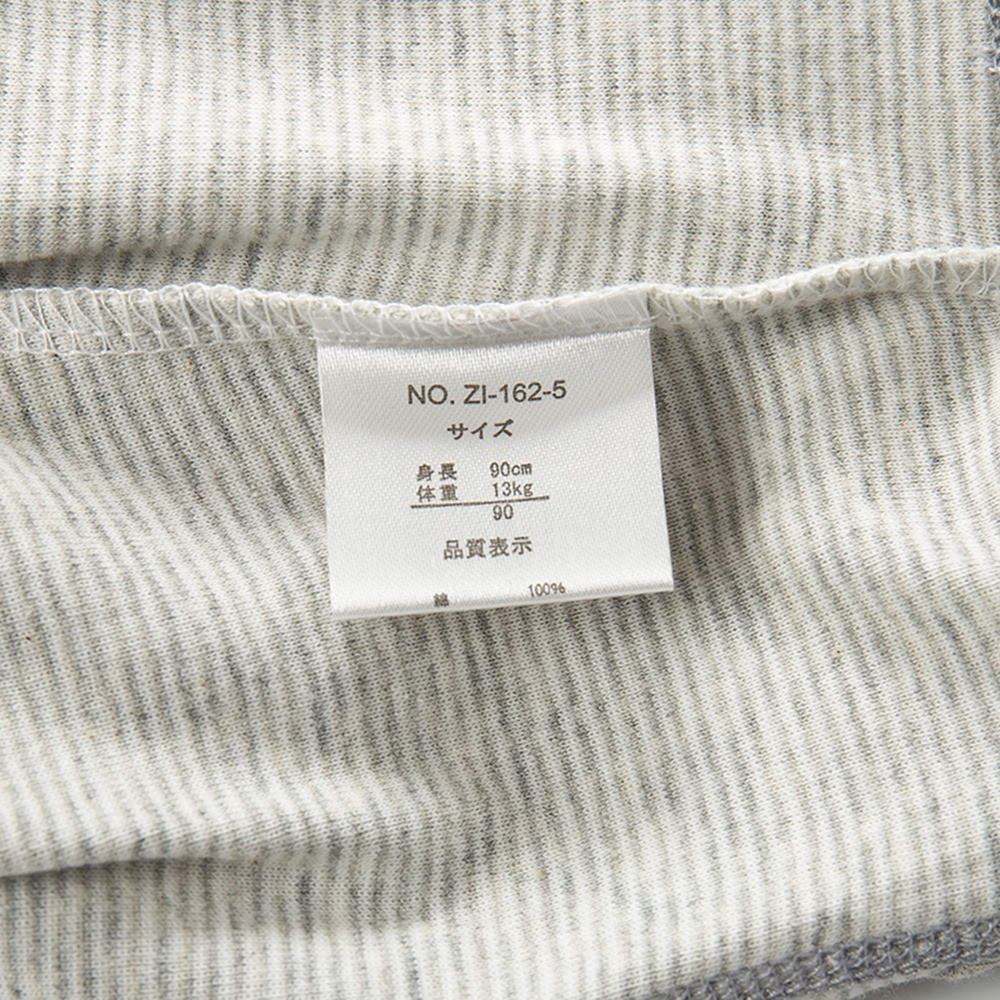 NO. ZI-162-5
サイズ
身長 90cm
体重 13kg
90
品質表示
綿 100%